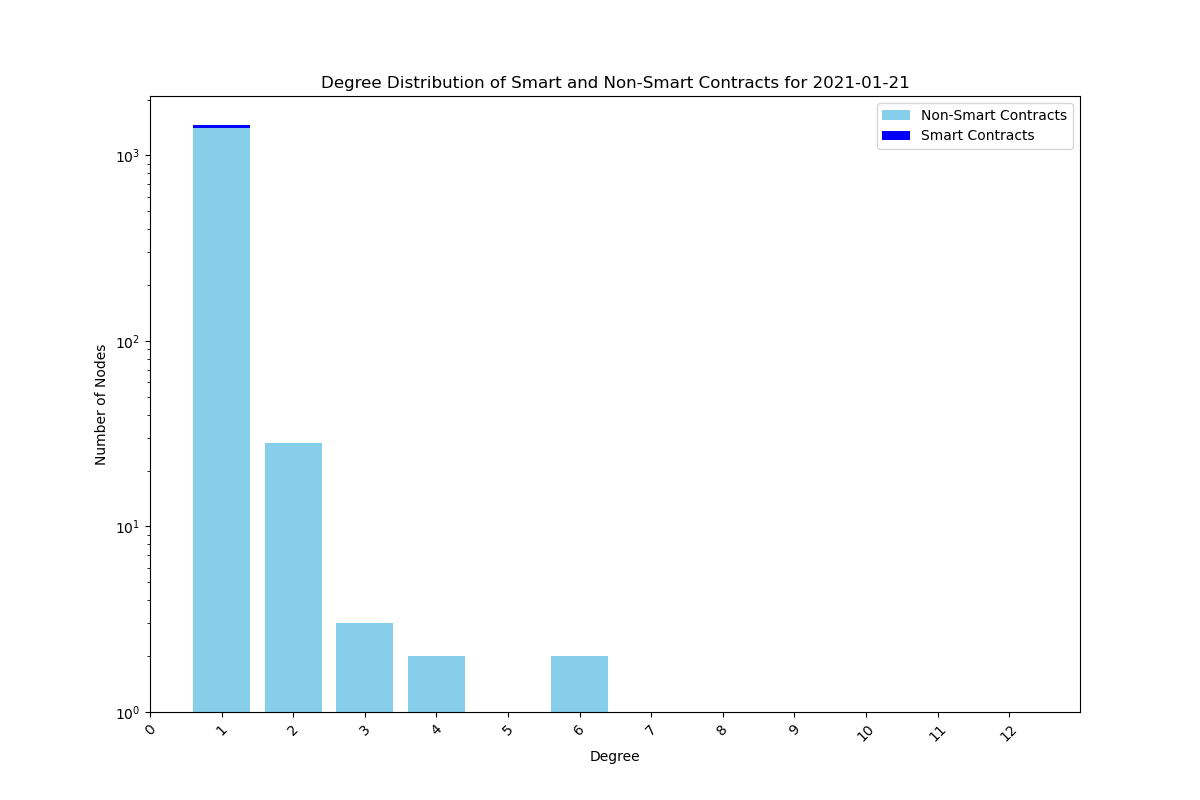 Degree Distribution of Smart and Non-Smart Contracts for 2021-01-21
Non-Smart Contracts
Smart Contracts
Number of Nodes
10³
10²
10¹
10⁰
0 1 2 3 4 5 6 7 8 9 10 11 12
Degree